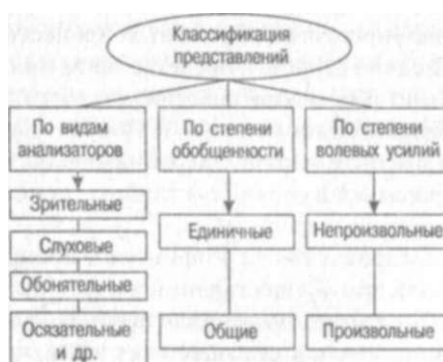 Классификация
представлений
По видам
анализаторов
По степени
обобщенности
По степени
волевых усилий
Зрительные
Слуховые
Обонятельные
Осязательные
и др.
Единичные
Общие
Непроизвольные
Произвольные